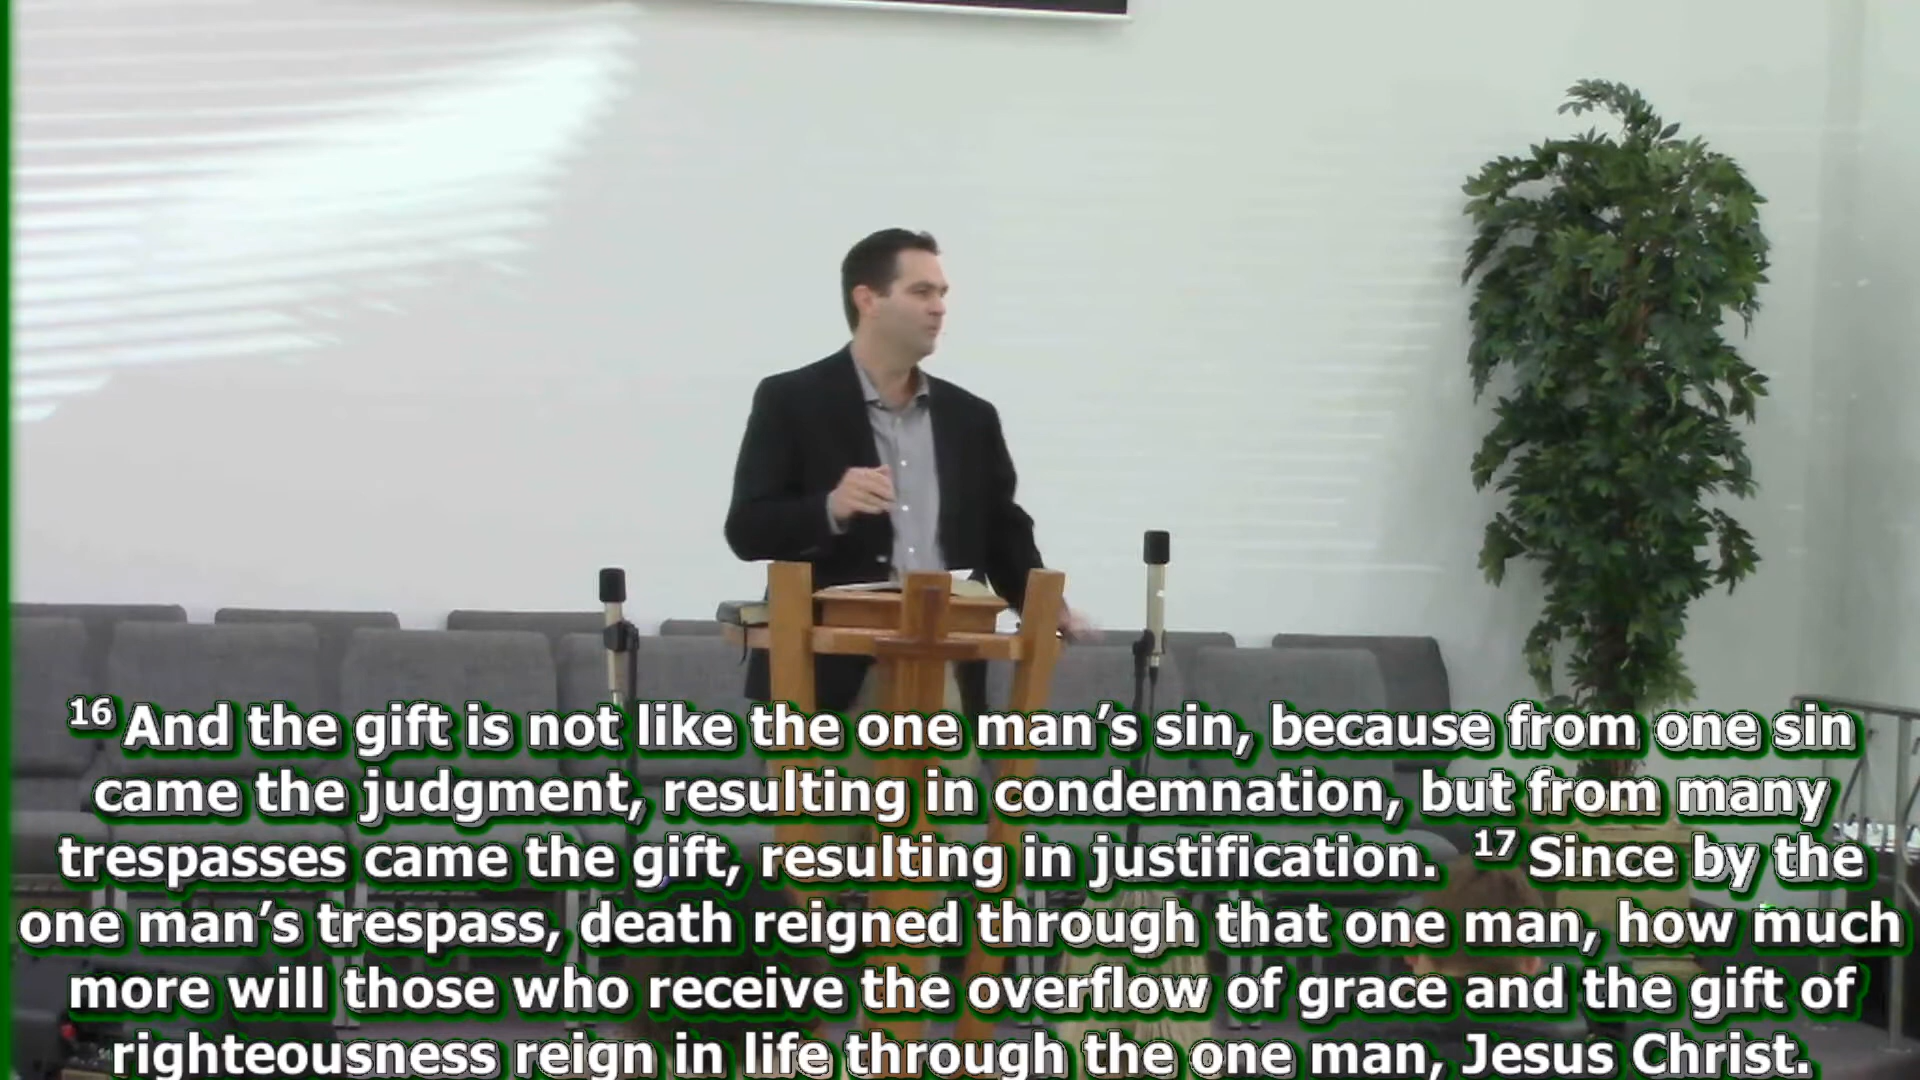 16 And the gift is not like the one man’s sin, because from one sin
came the judgment, resulting in condemnation, but from many
trespasses came the gift, resulting in justification. 17 Since by the
one man’s trespass, death reigned through that one man, how much
more will those who receive the overflow of grace and the gift of
righteousness reign in life through the one man, Jesus Christ.